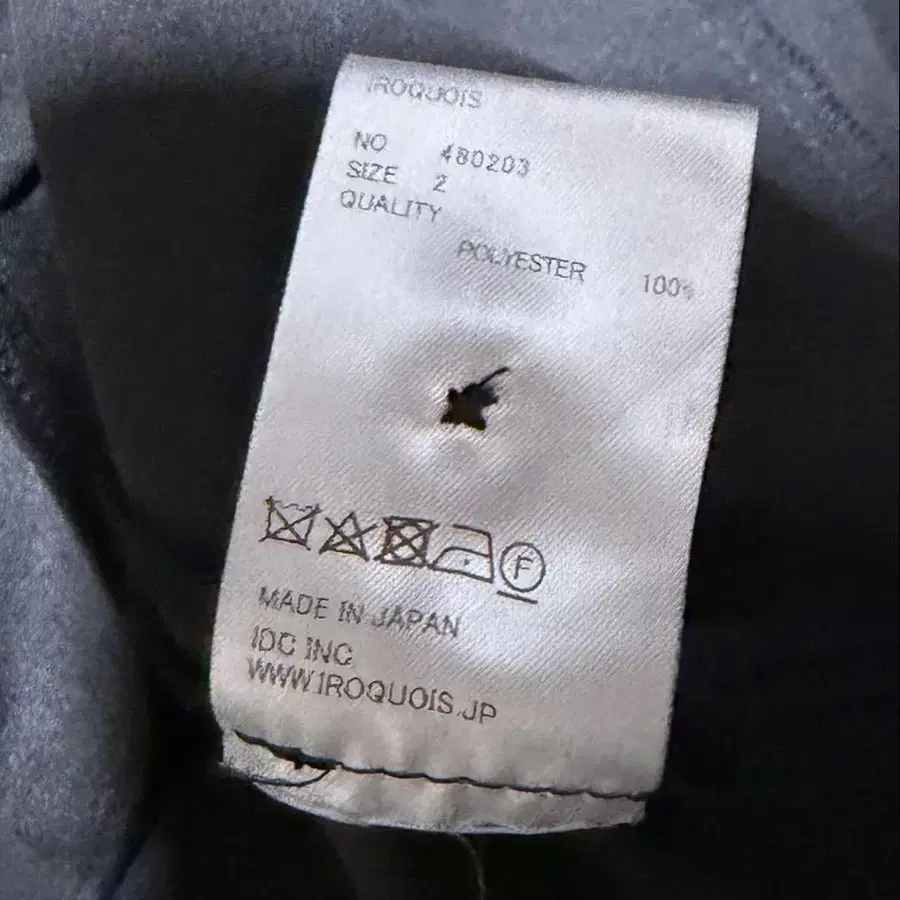 IROQUOIS
NO 480203
SIZE 2
QUALITY
POLYESTER 100%
F
MADE IN JAPAN
IDC INC
WWW.IROQUOIS.JP